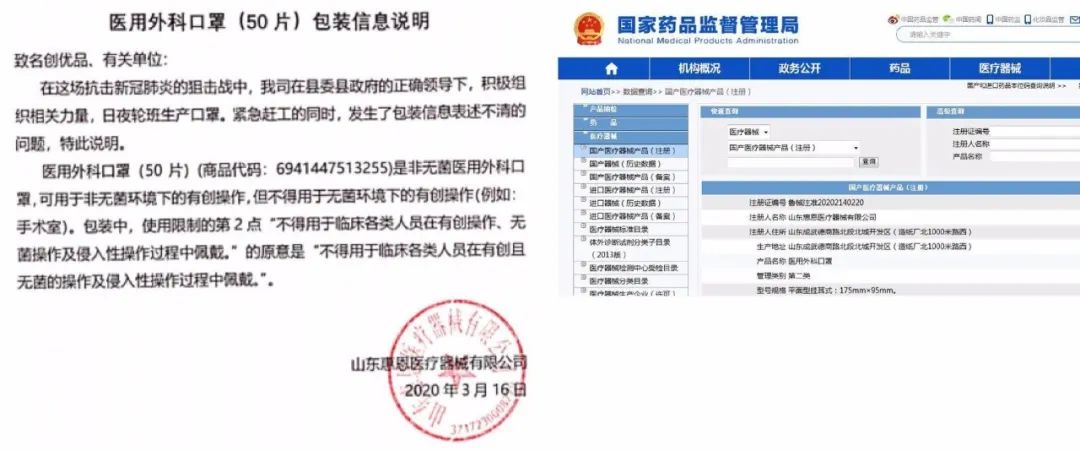 医用外科口罩（50 片）包装信息说明
致名创优品、有关单位：
在这场抗击新冠肺炎的狙击战中，我司在县委县政府的正确领导下，积极组
织相关力量，日夜轮班生产口罩。紧急赶工的同时，发生了包装信息表述不清的
问题，特此说明。
医用外科口罩（50 片）(商品代码：6941447513255)是非无菌医用外科口
罩，可用于非无菌环境下的有创操作，但不得用于无菌环境下的有创操作(例如：
手术室)。包装中，使用限制的第 2 点“不得用于临床各类人员在有创操作、无
菌操作及侵入性操作过程中佩戴。”的原意是“不得用于临床各类人员在有创且
无菌的操作及侵入性操作过程中佩戴。”。
山东惠恩医疗器械有限公司
2020 年 3 月 16 日
国家药品监督管理局
National Medical Products Administration
中国药品监管 中国药闻 中国药监 化妆品监管
请输入关键字
机构概况 政务公开 药品 医疗器械
网站首页>> 数据查询>> 国产医疗器械产品（注册）
国产和进口药品本位码查询说明 >>
产品抽检
药 品
医疗器械
国产医疗器械产品（注册）
国产器械（历史数据）
国产医疗器械产品（备案）
进口医疗器械产品（注册）
进口器械（历史数据）
进口医疗器械产品（备案）
医疗器械标准目录
体外诊断试剂分类子目录
（2013版）
医疗器械检测中心受检目录
医疗器械分类目录
医疗器械生产企业（许可）
快速查询
医疗器械
国产医疗器械产品（注册）
查询
高级查询
注册证编号
注册人名称
产品名称
国产医疗器械产品（注册）
注册证编号 鲁械注准20202140220
注册人名称 山东惠恩医疗器械有限公司
注册人住所 山东成武德商路北段北城开发区（造纸厂北1000米路西）
生产地址 山东成武德商路北段北城开发区（造纸厂北1000米路西）
产品名称 医用外科口罩
管理类别 第二类
型号规格 平面型挂耳式：175mm×95mm。